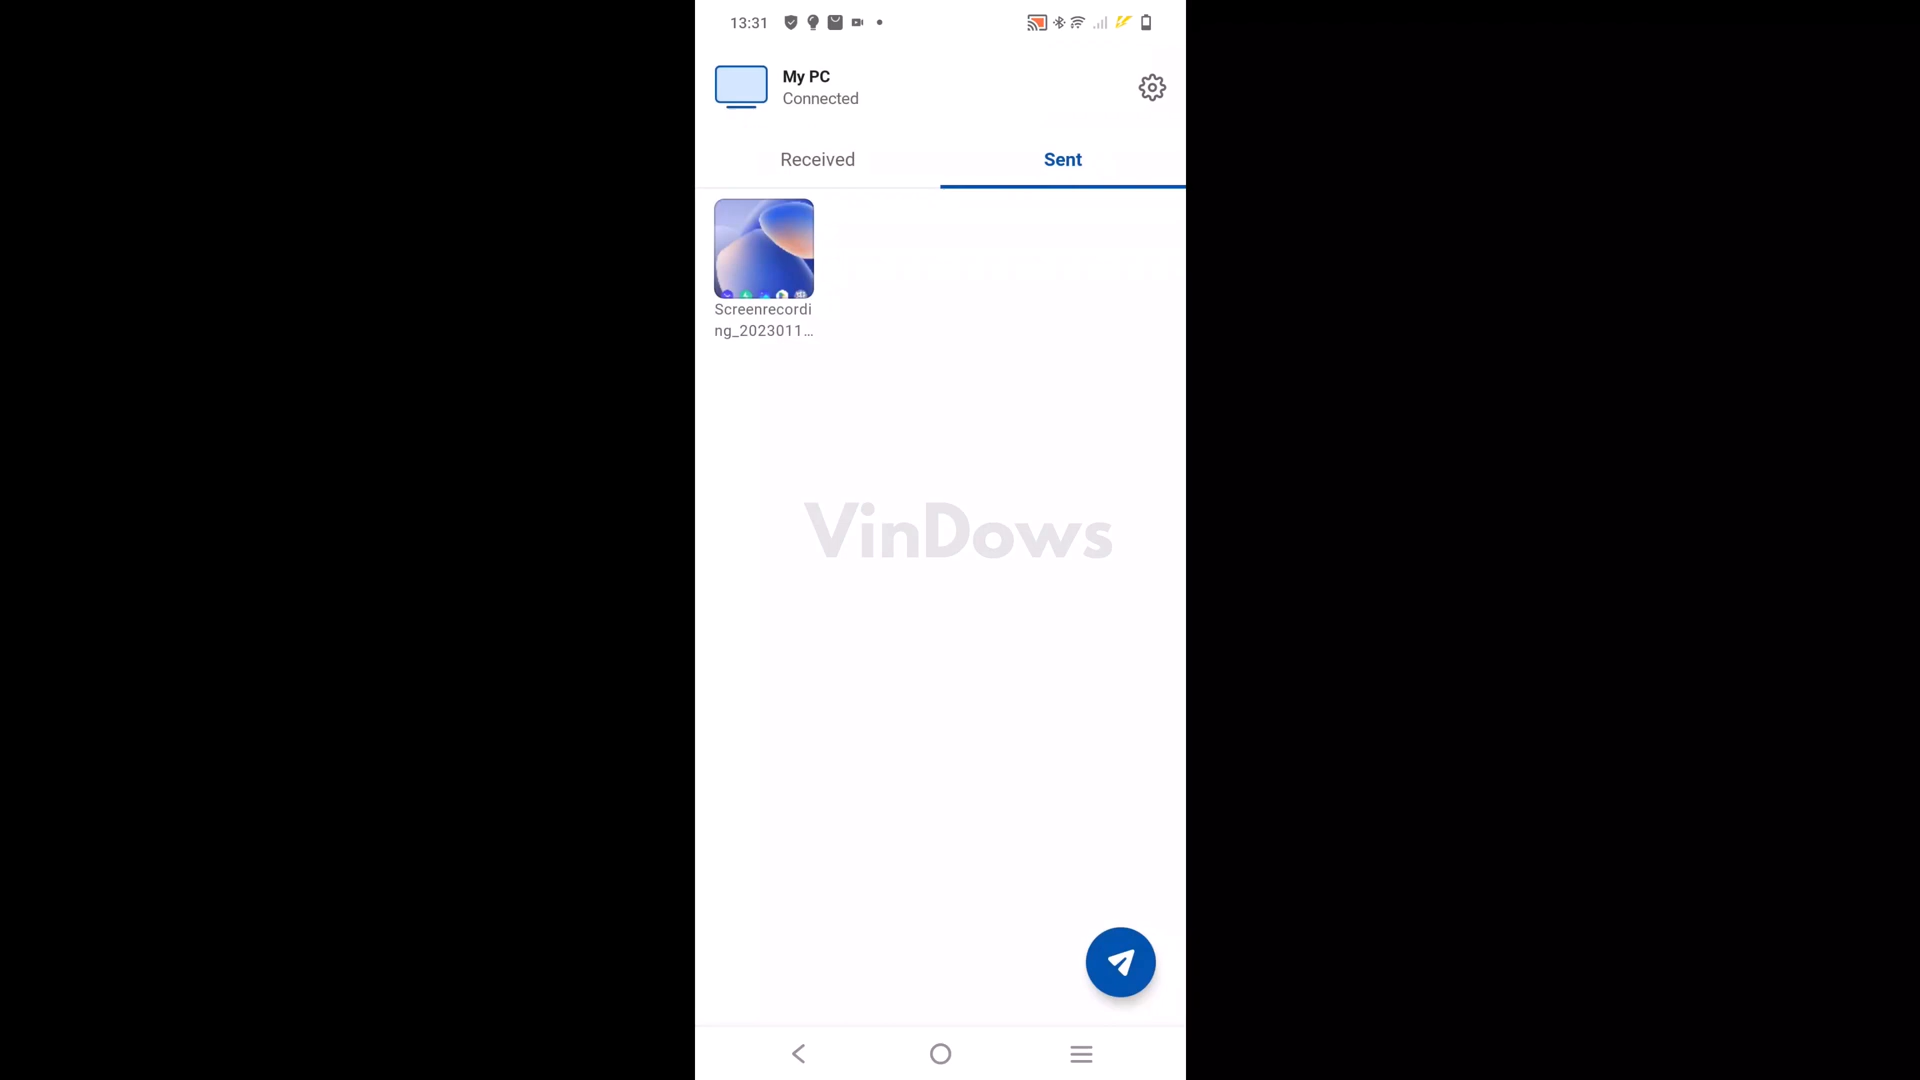 13:31
My PC
Connected
Received
Sent
Screenrecordi
ng_2023011...
VinDows